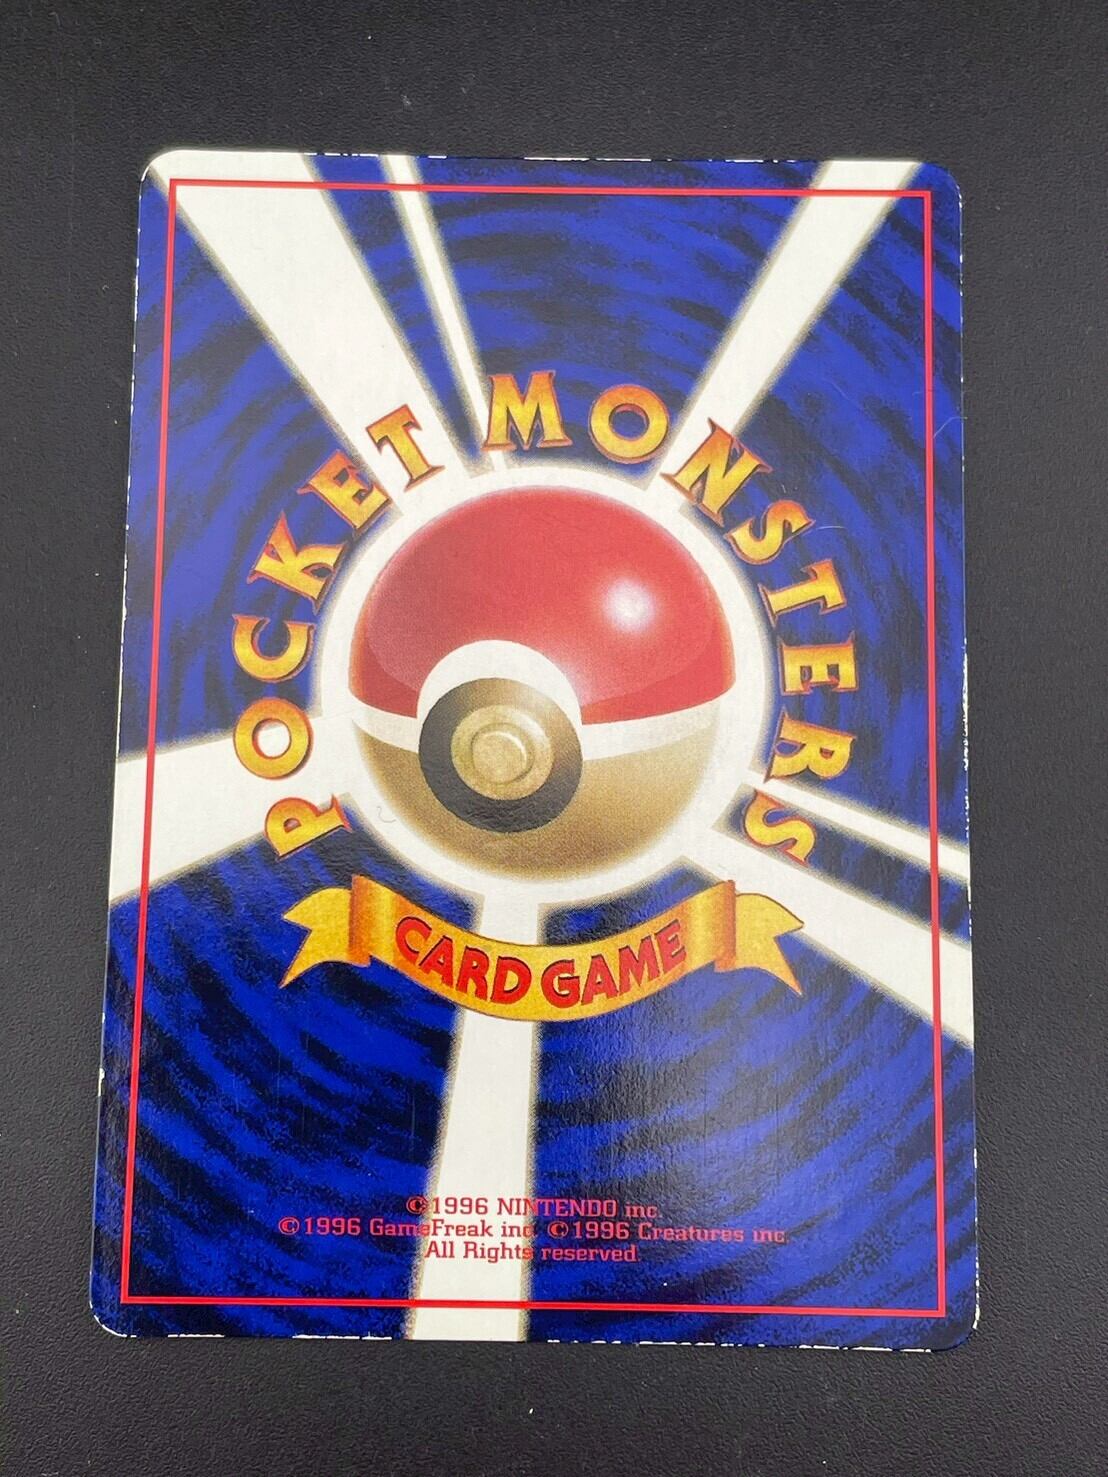 POCKET MONSTERS
CARD GAME
©1996 NINTENDO inc.
©1996 GameFreak inc. ©1996 Creatures inc.
All Rights reserved.